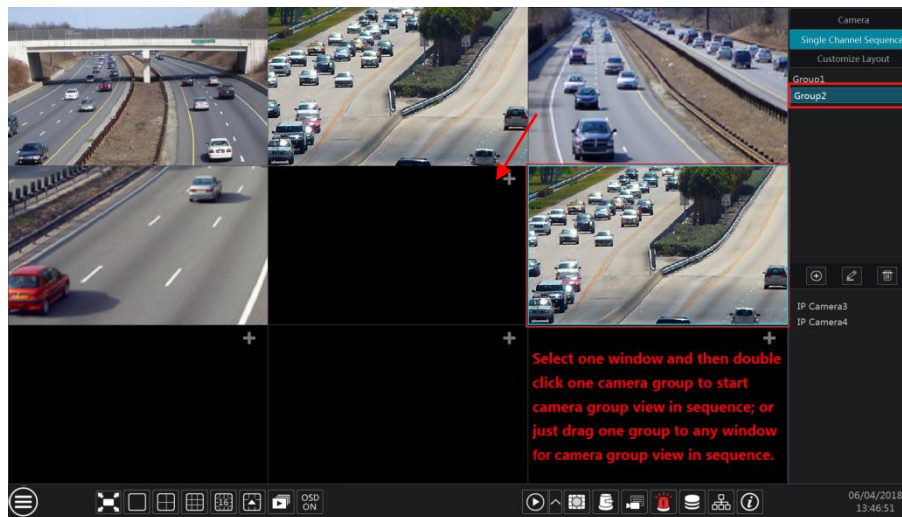 Camera
Single Channel Sequence
Customize Layout
Group1
Group2
IP Camera3
IP Camera4
Select one window and then double
click one camera group to start
camera group view in sequence; or
just drag one group to any window
for camera group view in sequence.
16
OSD
ON
06/04/2018
13:46:51